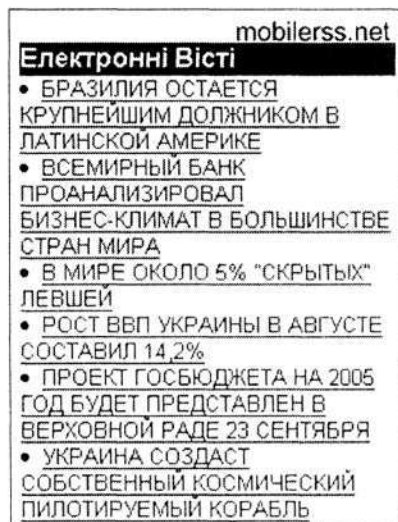 mobilerss.net
Електронні Вісті
• БРАЗИЛИЯ ОСТАЕТСЯ
КРУПНЕЙШИМ ДОЛЖНИКОМ В
ЛАТИНСКОЙ АМЕРИКЕ
• ВСЕМИРНЫЙ БАНК
ПРОАНАЛИЗИРОВАЛ
БИЗНЕС-КЛИМАТ В БОЛЬШИНСТВЕ
СТРАН МИРА
• В МИРЕ ОКОЛО 5% "СКРЫТЫХ"
ЛЕВШЕЙ
• РОСТ ВВП УКРАИНЫ В АВГУСТЕ
СОСТАВИЛ 14,2%
• ПРОЕКТ ГОСБЮДЖЕТА НА 2005
ГОД БУДЕТ ПРЕДСТАВЛЕН В
ВЕРХОВНОЙ РАДЕ 23 СЕНТЯБРЯ
• УКРАИНА СОЗДАСТ
СОБСТВЕННЫЙ КОСМИЧЕСКИЙ
ПИЛОТИРУЕМЫЙ КОРАБЛЬ